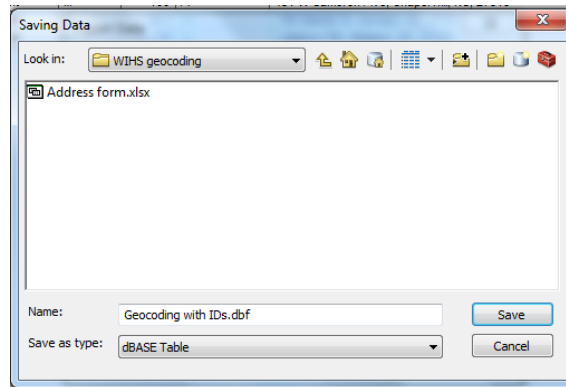 Saving Data
Look in: WIHS geocoding
Address form.xlsx
Name: Geocoding with IDs.dbf Save
Save as type: dBASE Table Cancel